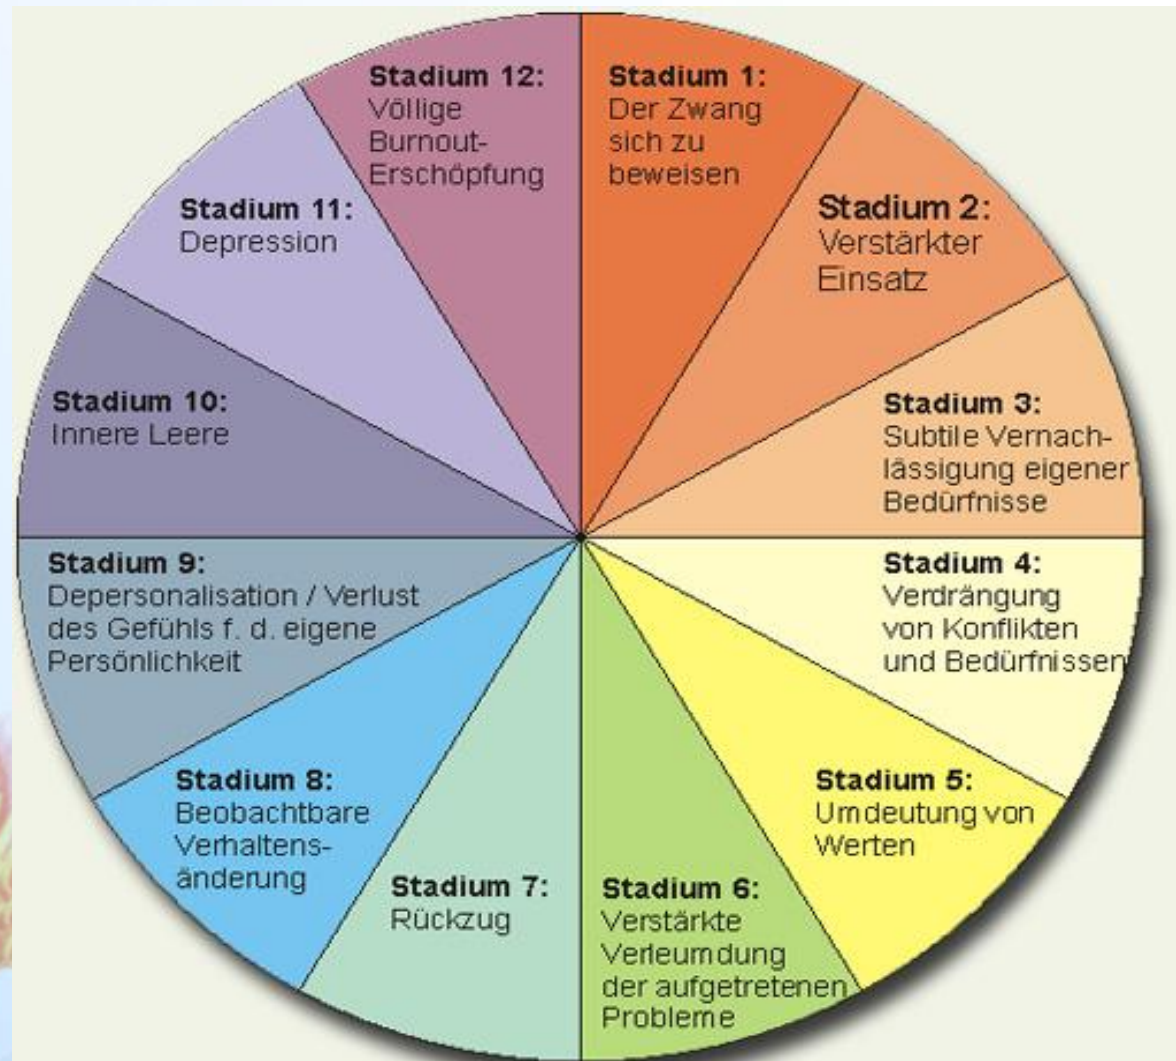 Stadium 1:
Der Zwang
sich zu
beweisen
Stadium 2:
Verstärkter
Einsatz
Stadium 3:
Subtile Vernach-
lässigung eigener
Bedürfnisse
Stadium 4:
Verdrängung
von Konflikten
und Bedürfnissen
Stadium 5:
Umdeutung von
Werten
Stadium 6:
Verstärkte
Verleumdung
der aufgetretenen
Probleme
Stadium 7:
Rückzug
Stadium 8:
Beobachtbare
Verhaltens-
änderung
Stadium 9:
Depersonalisation / Verlust
des Gefühls f. d. eigene
Persönlichkeit
Stadium 10:
Innere Leere
Stadium 11:
Depression
Stadium 12:
Völlige
Burnout-
Erschöpfung